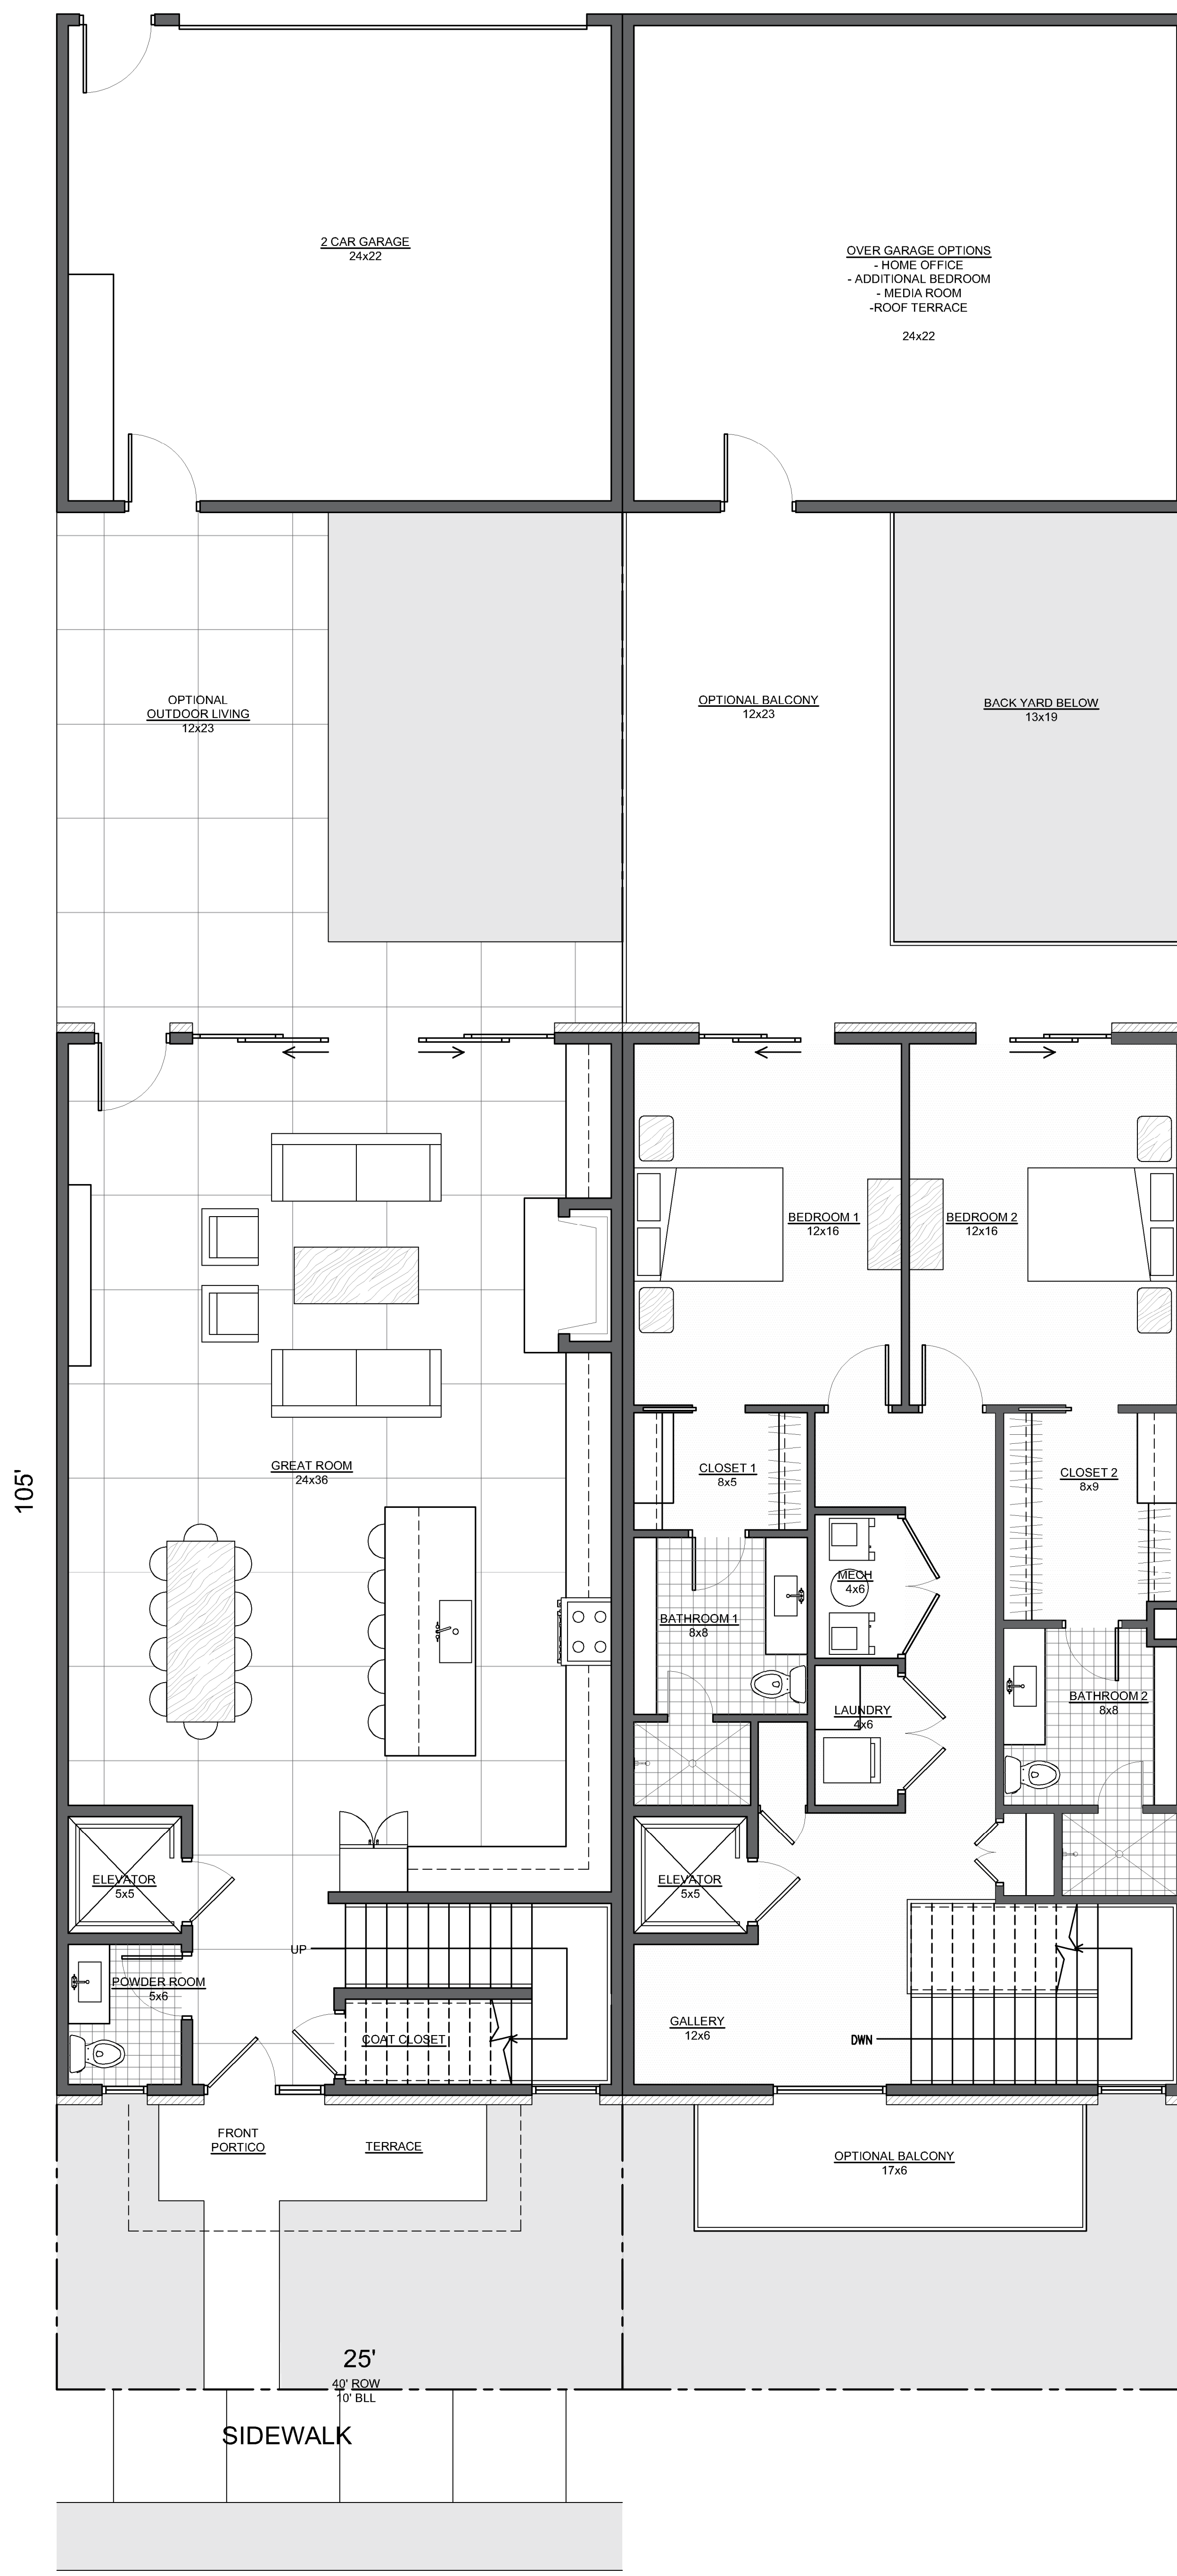 2 CAR GARAGE
24x22
OVER GARAGE OPTIONS
- HOME OFFICE
- ADDITIONAL BEDROOM
- MEDIA ROOM
-ROOF TERRACE
24x22
OPTIONAL
OUTDOOR LIVING
12x23
OPTIONAL BALCONY
12x23
BACK YARD BELOW
13x19
BEDROOM 1
12x16
BEDROOM 2
12x16
105'
GREAT ROOM
24x36
CLOSET 1
8x5
CLOSET 2
8x9
MECH
4x6
BATHROOM 1
8x8
LAUNDRY
4x6
BATHROOM 2
8x8
ELEVATOR
5x5
ELEVATOR
5x5
UP
POWDER ROOM
5x6
COAT CLOSET
GALLERY
12x6
DWN
FRONT
PORTICO
TERRACE
OPTIONAL BALCONY
17x6
25'
40' ROW
10' BLL
SIDEWALK